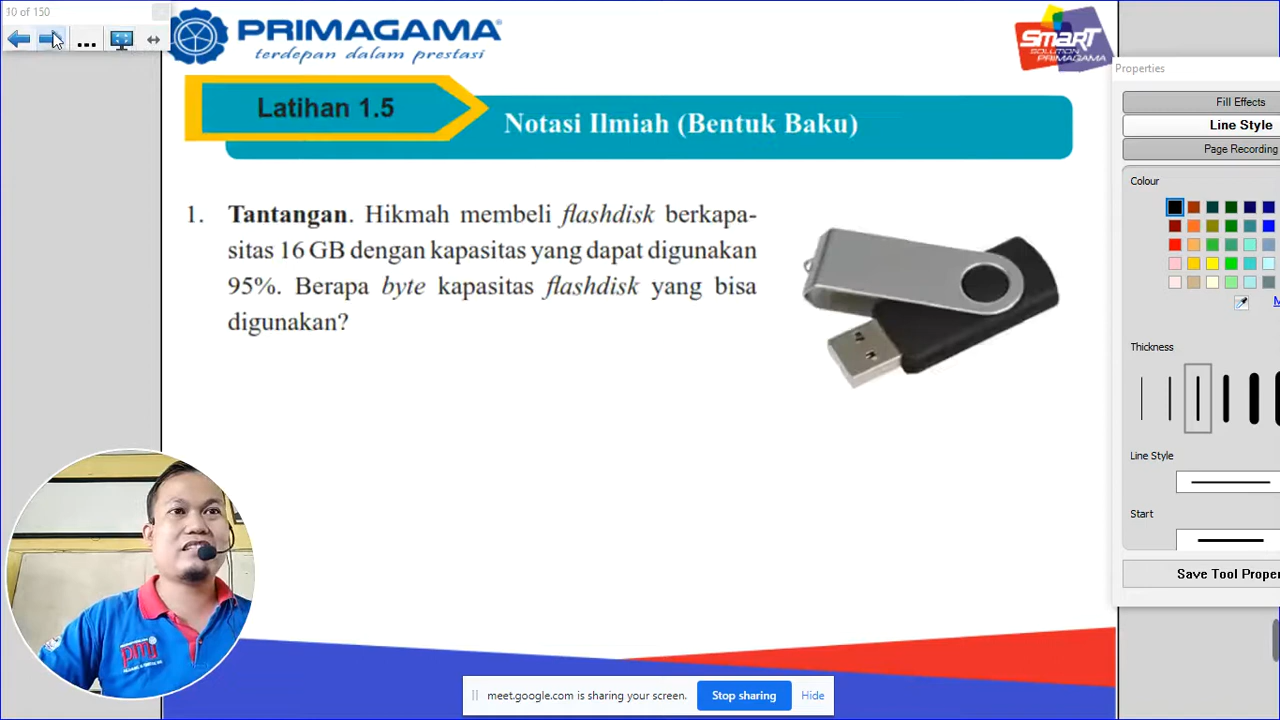 10 of 150
PRIMAGAMA
terdepan dalam prestasi
SMART
SOLUTION
PRIMAGAMA
Properties
Fill Effects
Line Style
Page Recording
Latihan 1.5
Notasi Ilmiah (Bentuk Baku)
Colour
1. Tantangan. Hikmah membeli flashdisk berkapa-
sitas 16 GB dengan kapasitas yang dapat digunakan
95%. Berapa byte kapasitas flashdisk yang bisa
digunakan?
Thickness
Line Style
Start
Save Tool Proper
pmi
meet.google.com is sharing your screen.
Stop sharing
Hide